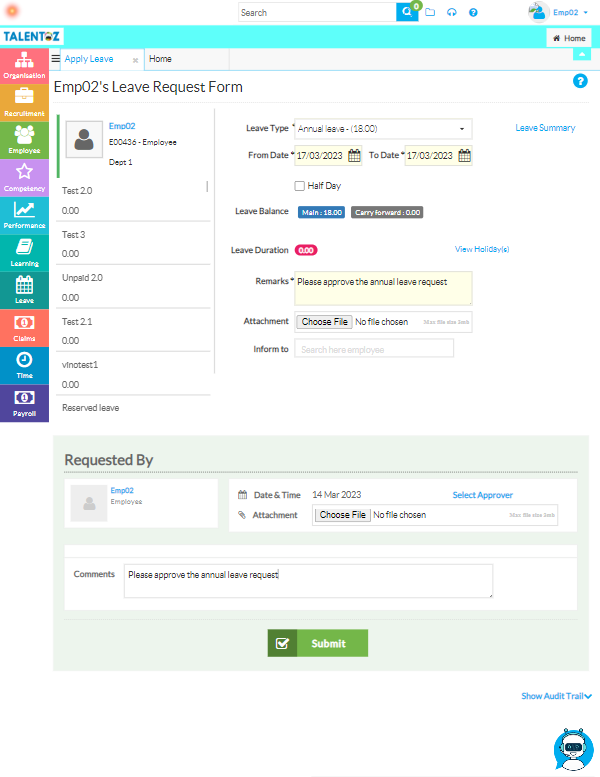 Search
0
Emp02
TALENTOZ
Home
Organisation
Recruitment
Employee
Competency
Performance
Learning
Leave
Claims
Time
Payroll
Apply Leave
Home
Emp02's Leave Request Form
Emp02
E00436 - Employee
Dept 1
Test 2.0
0.00
Test 3
0.00
Unpaid 2.0
0.00
Test 2.1
0.00
vinotest1
0.00
Reserved leave
Leave Type * Annual leave - (18.00)
Leave Summary
From Date * 17/03/2023 To Date * 17/03/2023
Half Day
Leave Balance Main : 18.00 Carry forward : 0.00
Leave Duration 0.00
View Holiday(s)
Remarks * Please approve the annual leave request
Attachment Choose File No file chosen Max file size 5mb
Inform to Search here employee
Requested By
Emp02
Employee
Date & Time 14 Mar 2023 Select Approver
Attachment Choose File No file chosen Max file size 5mb
Comments Please approve the annual leave request
Submit
Show Audit Trail